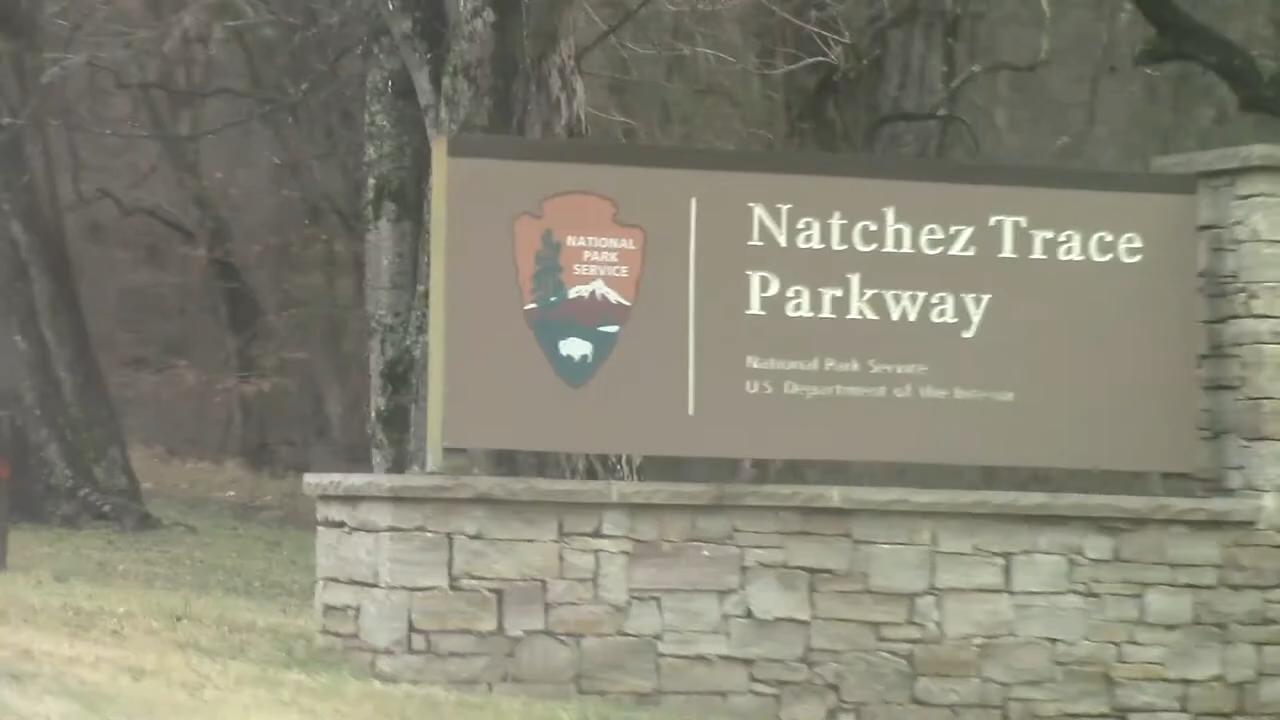 NATIONAL
PARK
SERVICE
Natchez Trace
Parkway
National Park Service
U.S. Department of the Interior